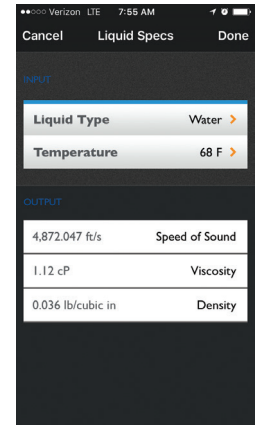 Verizon LTE 7:55 AM
Cancel Liquid Specs Done
INPUT
Liquid Type Water >
Temperature 68 F >
OUTPUT
4,872.047 ft/s Speed of Sound
1.12 cP Viscosity
0.036 lb/cubic in Density